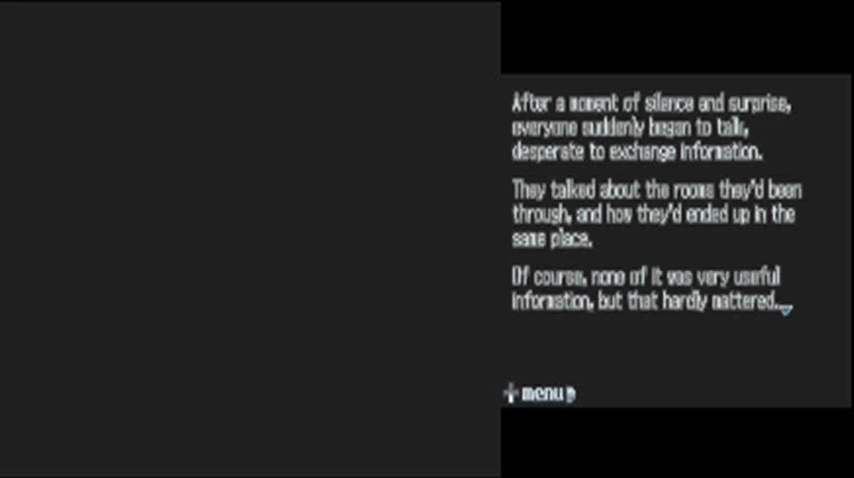 After a moment of silence and surprise,
everyone suddenly began to talk,
desperate to exchange information.
They talked about the rooms they'd been
through, and how they'd ended up in the
same place.
Of course, none of it was very useful
information, but that hardly mattered...
menu